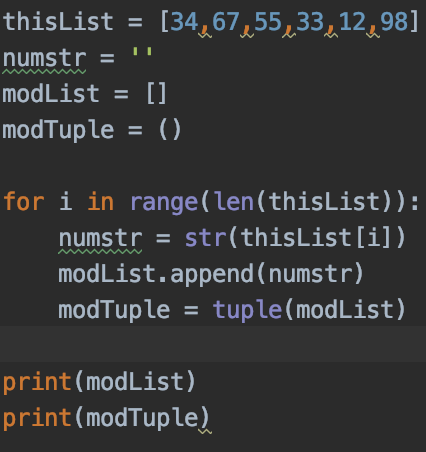 thisList = [34,67,55,33,12,98]
numstr = ''
modList = []
modTuple = ()
for i in range(len(thisList)):
    numstr = str(thisList[i])
    modList.append(numstr)
    modTuple = tuple(modList)
print(modList)
print(modTuple)